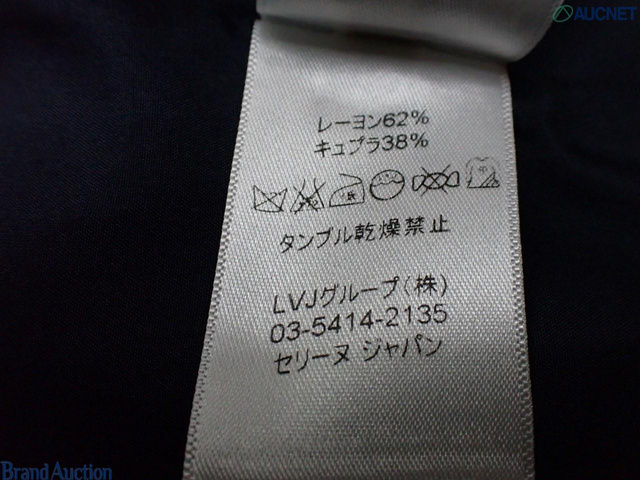 AUCNET
レーヨン62%
キュプラ38%
タンブル乾燥禁止
LVJグループ(株)
03-5414-2135
セリーヌ ジャパン
Brand Auction